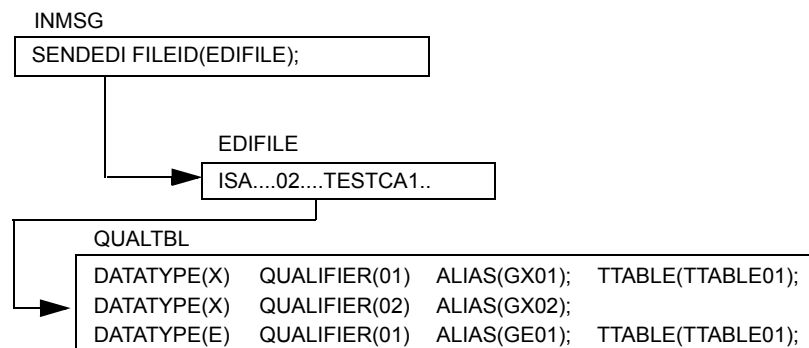 INMSG
SENDEDI FILEID(EDIFILE);
EDIFILE
ISA....02....TESTCA1..
QUALTBL
DATATYPE(X) QUALIFIER(01) ALIAS(GX01); TTABLE(TTABLE01);
DATATYPE(X) QUALIFIER(02) ALIAS(GX02);
DATATYPE(E) QUALIFIER(01) ALIAS(GE01); TTABLE(TTABLE01);